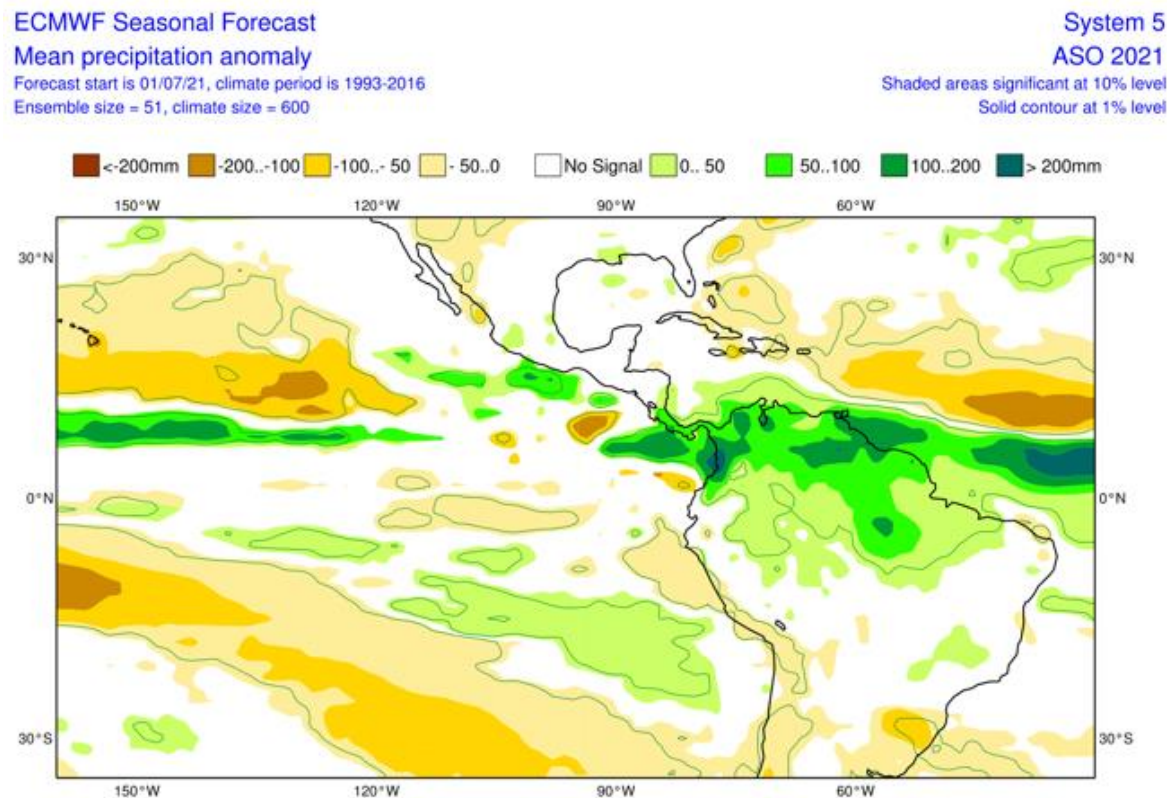 ECMWF Seasonal Forecast
Mean precipitation anomaly
Forecast start is 01/07/21, climate period is 1993-2016
Ensemble size = 51, climate size = 600
System 5
ASO 2021
Shaded areas significant at 10% level
Solid contour at 1% level
<-200mm -200..-100 -100..- 50 - 50..0 No Signal 0.. 50 50..100 100..200 > 200mm
150°W 120°W 90°W 60°W
30°N 30°N
0°N 0°N
30°S 30°S
150°W 120°W 90°W 60°W